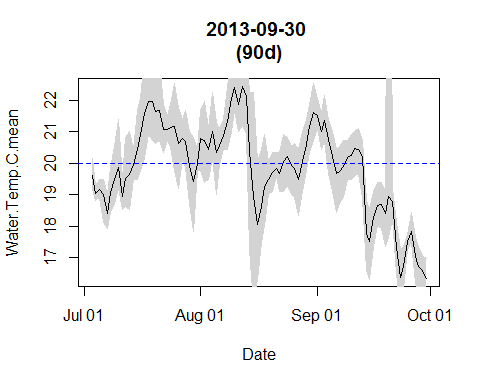 2013-09-30
(90d)
Water.Temp.C.mean
22
21
20
19
18
17
Jul 01
Aug 01
Sep 01
Oct 01
Date